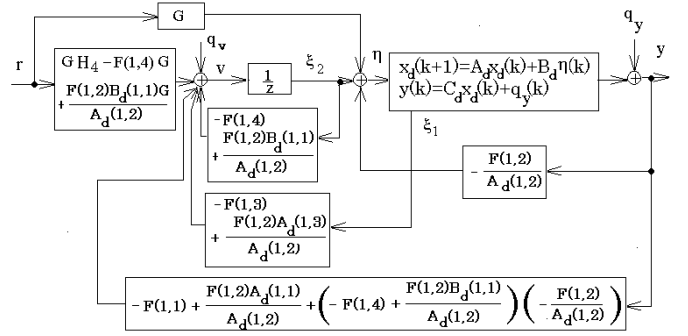 G
q_v
q_y
r
G H_4 -F(1,4) G
+ F(1,2)B_d(1,1)G
A_d(1,2)
v
1
z
ξ_2
η
x_d(k+1)=A_d x_d(k)+B_d η(k)
y(k)=C_d x_d(k)+q_y(k)
y
ξ_1
-F(1,4)
+ F(1,2)B_d(1,1)
A_d(1,2)
- F(1,2)
A_d(1,2)
-F(1,3)
+ F(1,2)A_d(1,3)
A_d(1,2)
-F(1,1) + F(1,2)A_d(1,1) / A_d(1,2) + ( -F(1,4) + F(1,2)B_d(1,1) / A_d(1,2) ) ( - F(1,2) / A_d(1,2) )